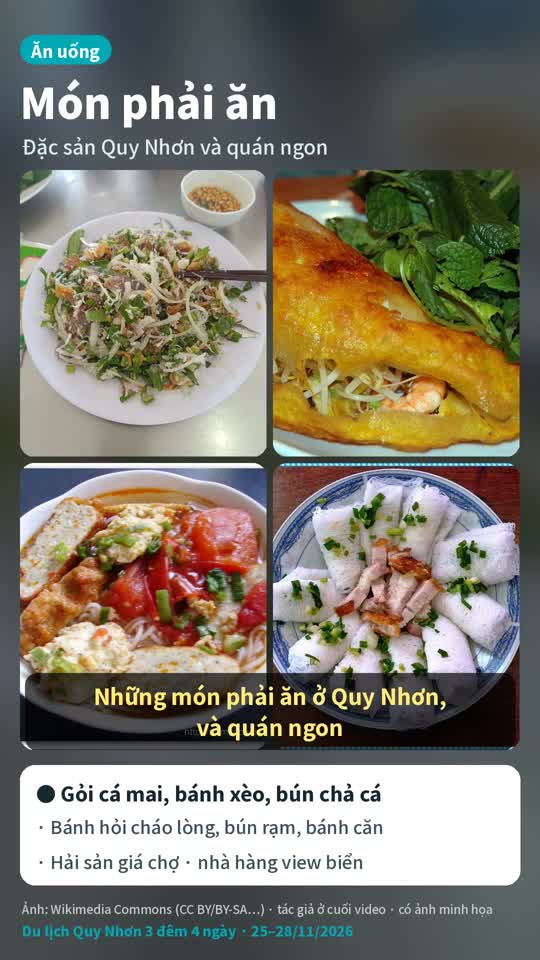 Ăn uống
Món phải ăn
Đặc sản Quy Nhơn và quán ngon
Những món phải ăn ở Quy Nhơn,
và quán ngon
● Gỏi cá mai, bánh xèo, bún chả cá
· Bánh hỏi cháo lòng, bún rạm, bánh căn
· Hải sản giá chợ · nhà hàng view biển
Ảnh: Wikimedia Commons (CC BY/BY-SA…) · tác giả ở cuối video · có ảnh minh họa
Du lịch Quy Nhơn 3 đêm 4 ngày · 25–28/11/2026